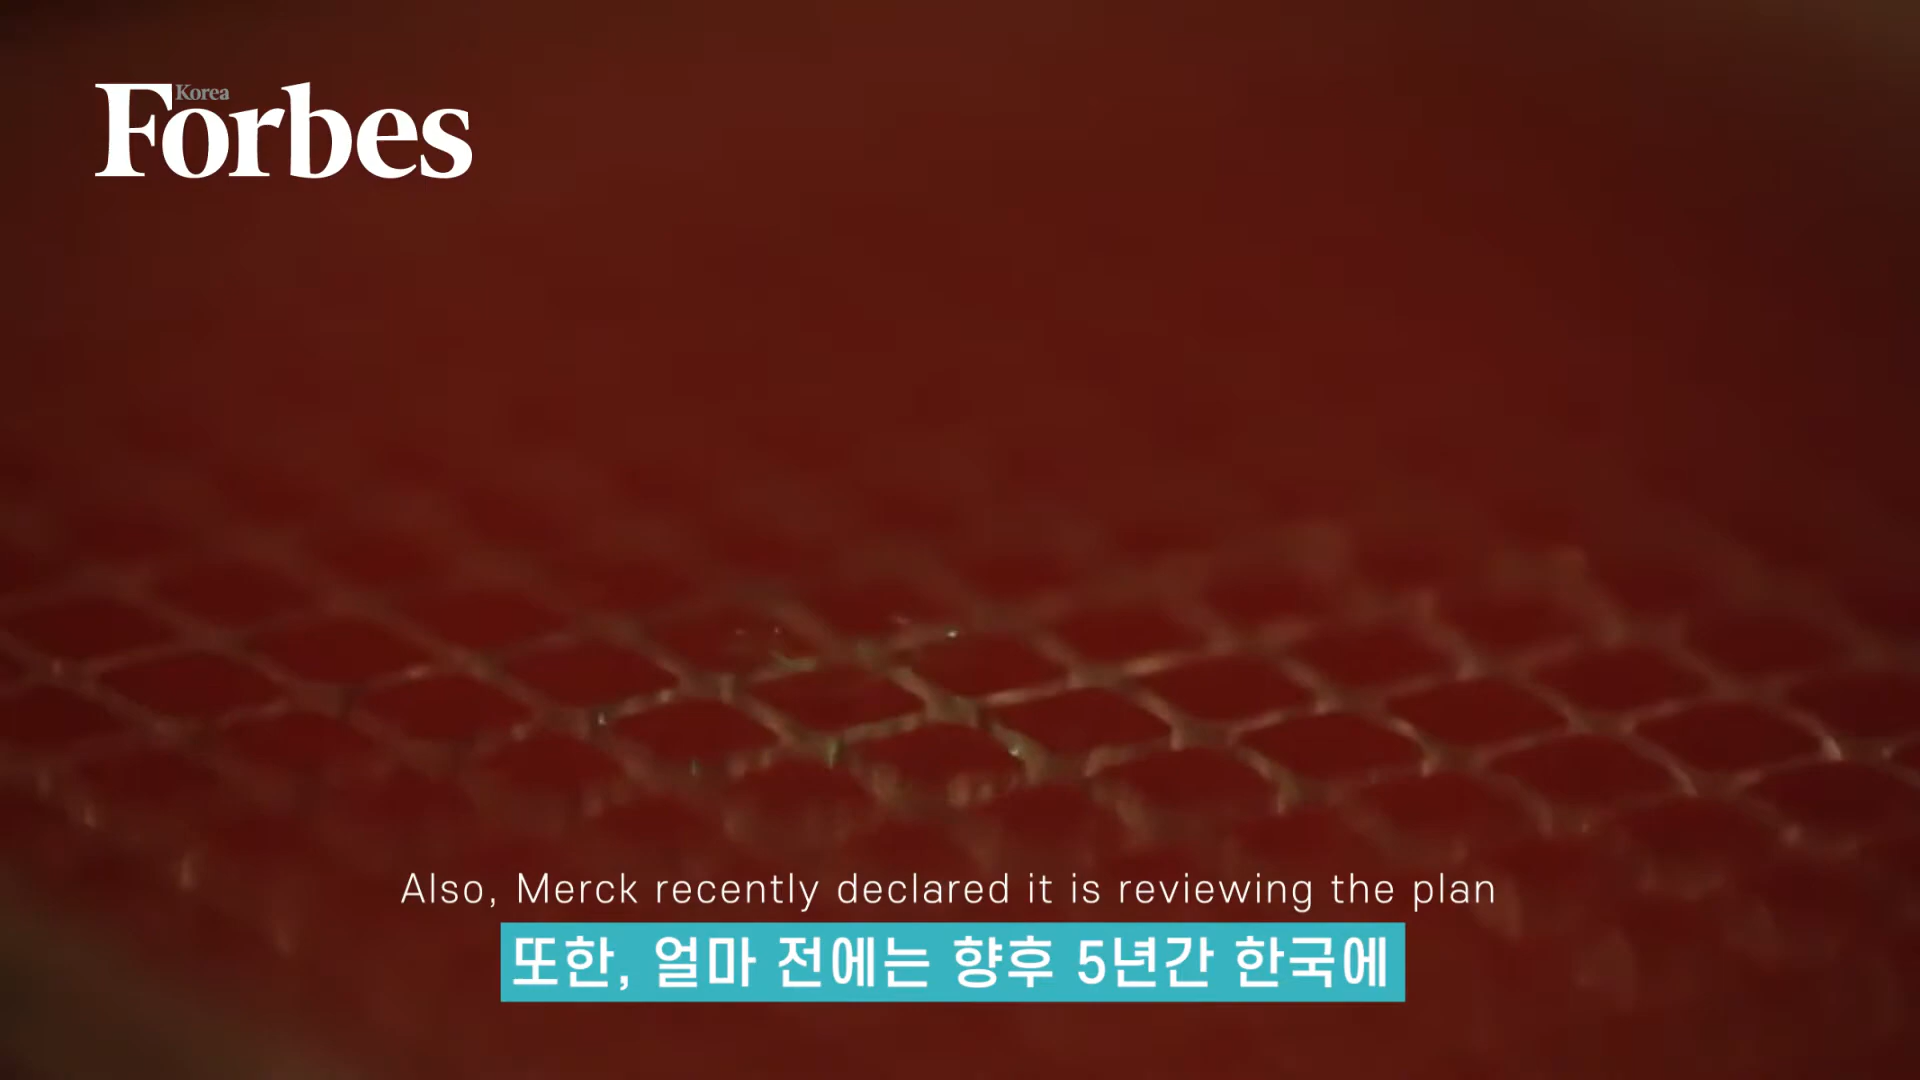 Korea
Forbes
Also, Merck recently declared it is reviewing the plan
또한, 얼마 전에는 향후 5년간 한국에